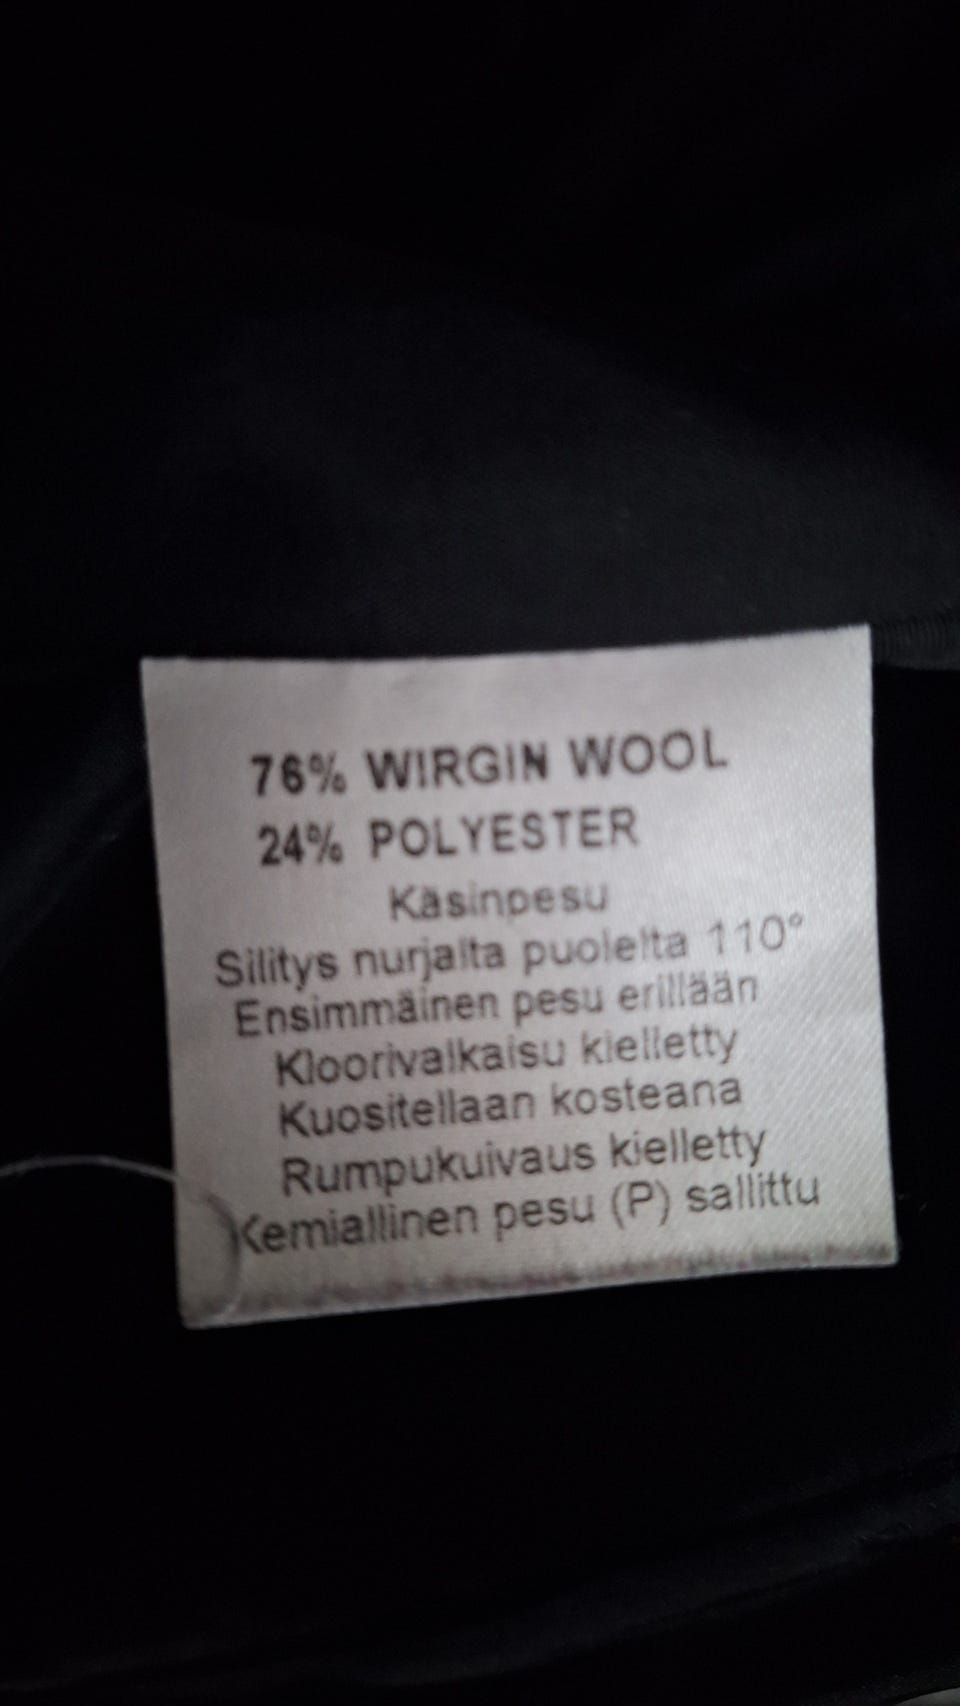 76% WIRGIN WOOL
24% POLYESTER
Käsinpesu
Silitys nurjalta puolelta 110°
Ensimmäinen pesu erillään
Kloorivalkaisu kielletty
Kuositellaan kosteana
Rumpukuivaus kielletty
Kemiallinen pesu (P) sallittu